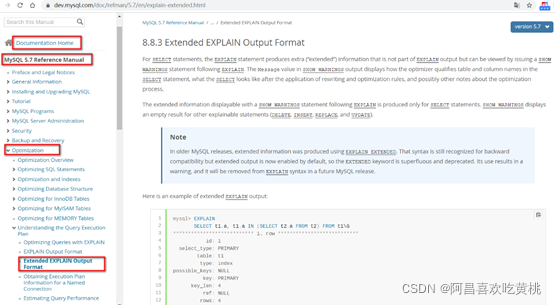 dev.mysql.com/doc/refman/5.7/en/explain-extended.html
Search this Manual
Documentation Home
MySQL 5.7 Reference Manual
Preface and Legal Notices
General Information
Installing and Upgrading MySQL
Tutorial
MySQL Programs
MySQL Server Administration
Security
Backup and Recovery
Optimization
Optimization Overview
Optimizing SQL Statements
Optimization and Indexes
Optimizing Database Structure
Optimizing for InnoDB Tables
Optimizing for MyISAM Tables
Optimizing for MEMORY Tables
Understanding the Query Execution
Plan
Optimizing Queries with EXPLAIN
EXPLAIN Output Format
Extended EXPLAIN Output
Format
Obtaining Execution Plan
Information for a Named
Connection
Estimating Query Performance
MySQL 5.7 Reference Manual / ... / Extended EXPLAIN Output Format
version 5.7
8.8.3 Extended EXPLAIN Output Format
For SELECT statements, the EXPLAIN statement produces extra ("extended") information that is not part of EXPLAIN output but can be viewed by issuing a SHOW
WARNINGS statement following EXPLAIN. The Message value in SHOW WARNINGS output displays how the optimizer qualifies table and column names in the
SELECT statement, what the SELECT looks like after the application of rewriting and optimization rules, and possibly other notes about the optimization
process.
The extended information displayable with a SHOW WARNINGS statement following EXPLAIN is produced only for SELECT statements. SHOW WARNINGS displays
an empty result for other explainable statements (DELETE, INSERT, REPLACE, and UPDATE).
Note
In older MySQL releases, extended information was produced using EXPLAIN EXTENDED. That syntax is still recognized for backward
compatibility but extended output is now enabled by default, so the EXTENDED keyword is superfluous and deprecated. Its use results in a
warning, and it will be removed from EXPLAIN syntax in a future MySQL release.
Here is an example of extended EXPLAIN output:
1 mysql> EXPLAIN
2 SELECT t1.a, t1.a IN (SELECT t2.a FROM t2) FROM t1\G
3 *************************** 1. row ***************************
4 id: 1
5 select_type: PRIMARY
6 table: t1
7 type: index
8 possible_keys: NULL
9 key: PRIMARY
10 key_len: 4
11 ref: NULL
12 rows: 4
CSDN @阿昌喜欢吃黄桃